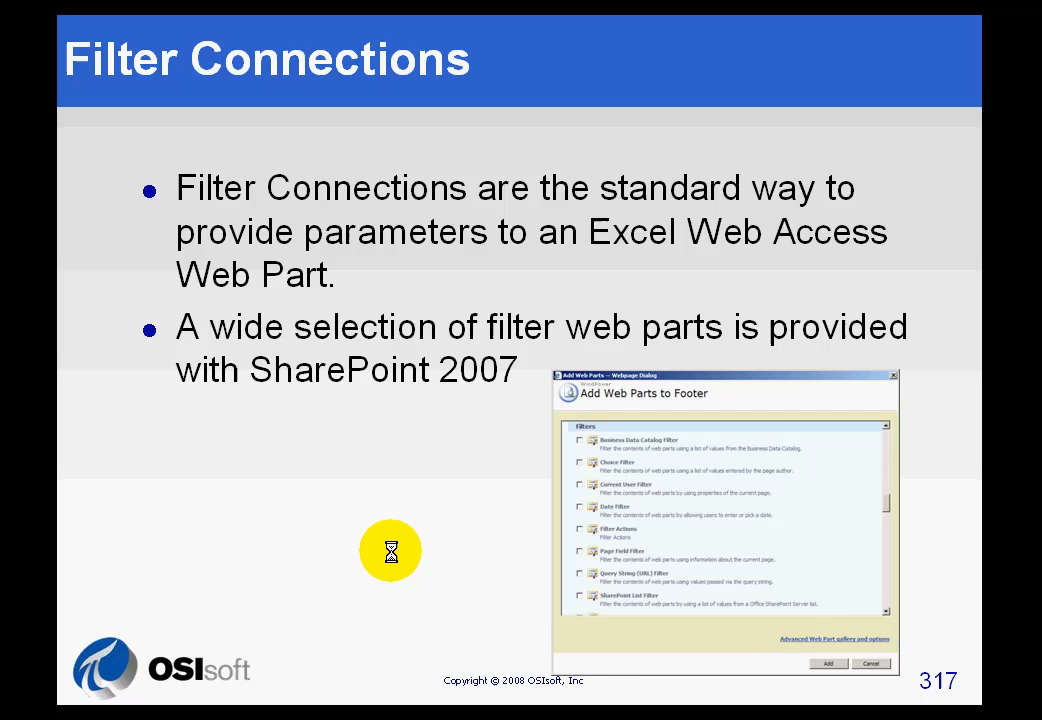 Filter Connections
Filter Connections are the standard way to
provide parameters to an Excel Web Access
Web Part.
A wide selection of filter web parts is provided
with SharePoint 2007
Add Web Parts -- Webpage Dialog
WindPower
Add Web Parts to Footer
Filters
Business Data Catalog Filter
Filter the contents of web parts using a list of values from the Business Data Catalog.
Choice Filter
Filter the contents of web parts using a list of values entered by the page author.
Current User Filter
Filter the contents of web parts by using properties of the current page.
Date Filter
Filter the contents of web parts by allowing users to enter or pick a date.
Filter Actions
Filter Actions
Page Field Filter
Filter the contents of web parts using information about the current page.
Query String (URL) Filter
Filter the contents of web parts using values passed via the query string.
SharePoint List Filter
Filter the contents of web parts by using a list of values from a Office SharePoint Server list.
Advanced Web Part gallery and options
Add Cancel
OSIsoft
Copyright © 2008 OSIsoft, Inc
317